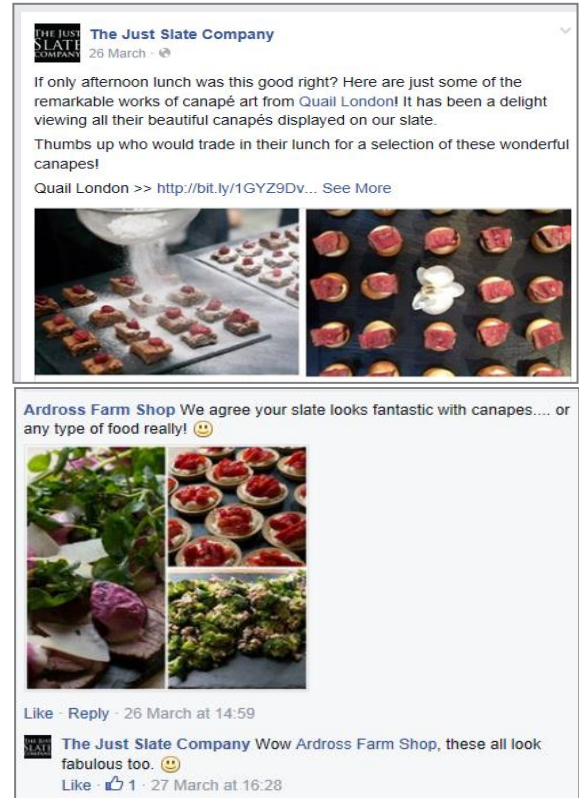 THE JUST
SLATE
COMPANY
The Just Slate Company
26 March ·
If only afternoon lunch was this good right? Here are just some of the
remarkable works of canapé art from Quail London! It has been a delight
viewing all their beautiful canapés displayed on our slate.
Thumbs up who would trade in their lunch for a selection of these wonderful
canapes!
Quail London >> http://bit.ly/1GYZ9Dv... See More
Ardross Farm Shop We agree your slate looks fantastic with canapes.... or
any type of food really! 🙂
Like · Reply · 26 March at 14:59
THE JUST
SLATE
COMPANY
The Just Slate Company Wow Ardross Farm Shop, these all look
fabulous too. 🙂
Like · 1 · 27 March at 16:28